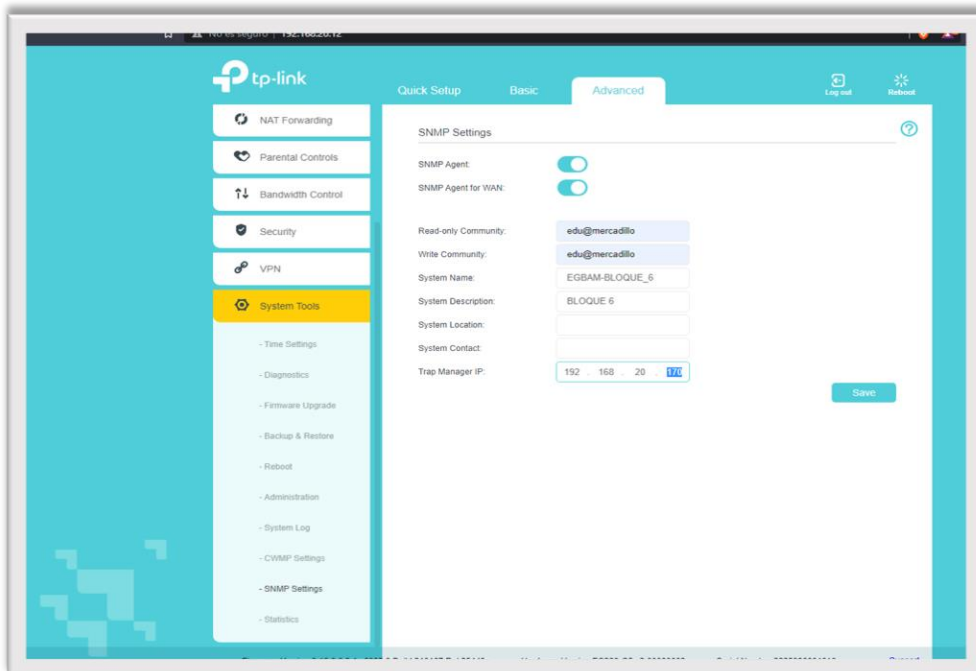 No es seguro 192.168.20.12
tp-link
Quick Setup Basic Advanced
Log out Reboot
NAT Forwarding
Parental Controls
Bandwidth Control
Security
VPN
System Tools
- Time Settings
- Diagnostics
- Firmware Upgrade
- Backup & Restore
- Reboot
- Administration
- System Log
- CWMP Settings
- SNMP Settings
- Statistics
SNMP Settings
SNMP Agent:
SNMP Agent for WAN:
Read-only Community: edu@mercadillo
Write Community: edu@mercadillo
System Name: EGBAM-BLOQUE_6
System Description: BLOQUE 6
System Location:
System Contact:
Trap Manager IP: 192 . 168 . 20 . 170
Save